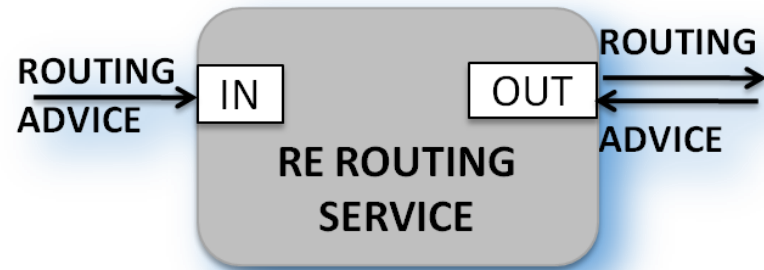 ROUTING
ADVICE
IN
RE ROUTING
SERVICE
OUT
ROUTING
ADVICE